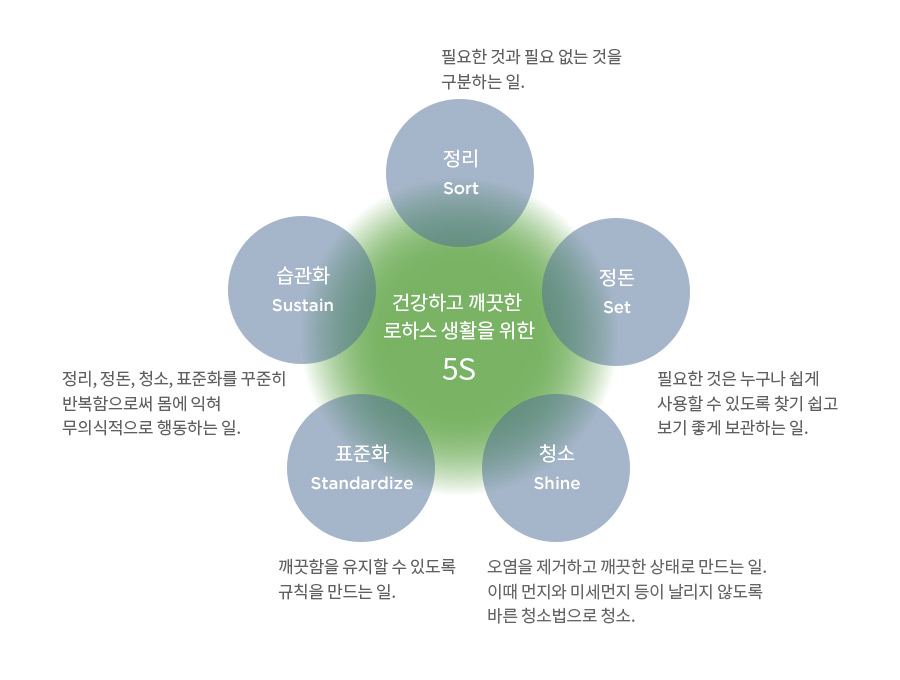 필요한 것과 필요 없는 것을
구분하는 일.
정리
Sort
습관화
Sustain
정돈
Set
건강하고 깨끗한
로하스 생활을 위한
5S
정리, 정돈, 청소, 표준화를 꾸준히
반복함으로써 몸에 익혀
무의식적으로 행동하는 일.
필요한 것은 누구나 쉽게
사용할 수 있도록 찾기 쉽고
보기 좋게 보관하는 일.
표준화
Standardize
청소
Shine
깨끗함을 유지할 수 있도록
규칙을 만드는 일.
오염을 제거하고 깨끗한 상태로 만드는 일.
이때 먼지와 미세먼지 등이 날리지 않도록
바른 청소법으로 청소.